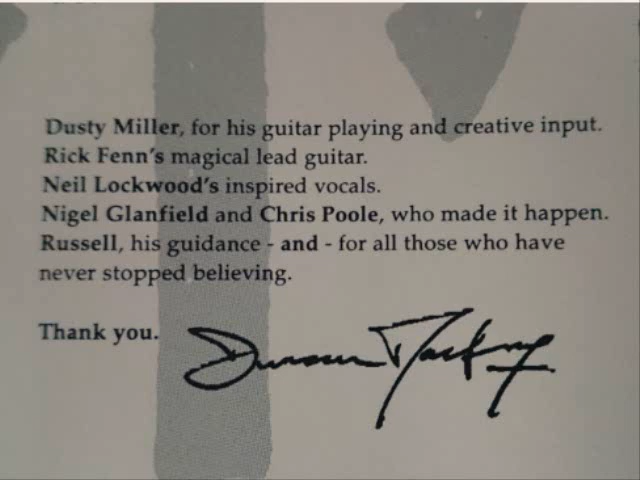 Dusty Miller, for his guitar playing and creative input.
Rick Fenn's magical lead guitar.
Neil Lockwood's inspired vocals.
Nigel Glanfield and Chris Poole, who made it happen.
Russell, his guidance - and - for all those who have
never stopped believing.
Thank you.
Duncan Mackay